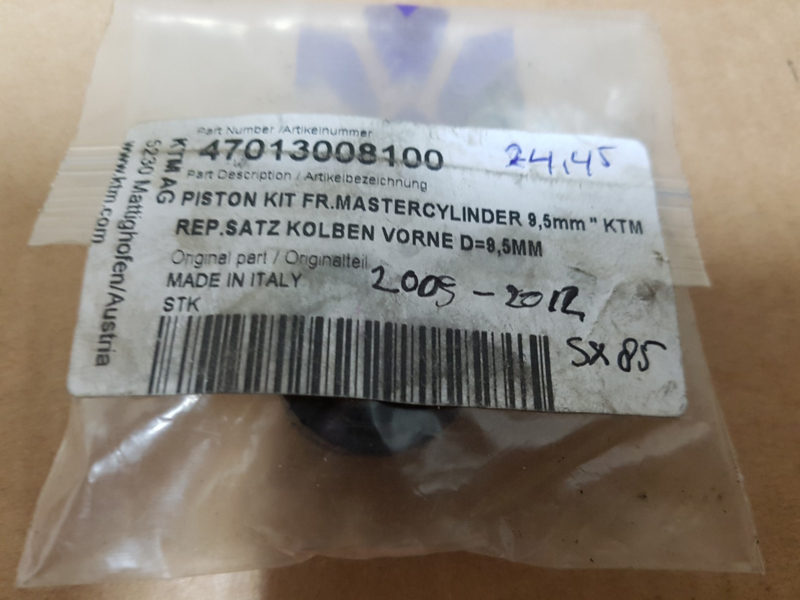 Part Number /Artikelnummer
47013008100
24,45
Part Description / Artikelbezeichnung
PISTON KIT FR.MASTERCYLINDER 9,5mm " KTM
REP.SATZ KOLBEN VORNE D=9,5MM
Original part / Originalteil
MADE IN ITALY
2009 - 2012
STK
SX 85
KTM AG
5230 Mattighofen/Austria
www.ktm.com